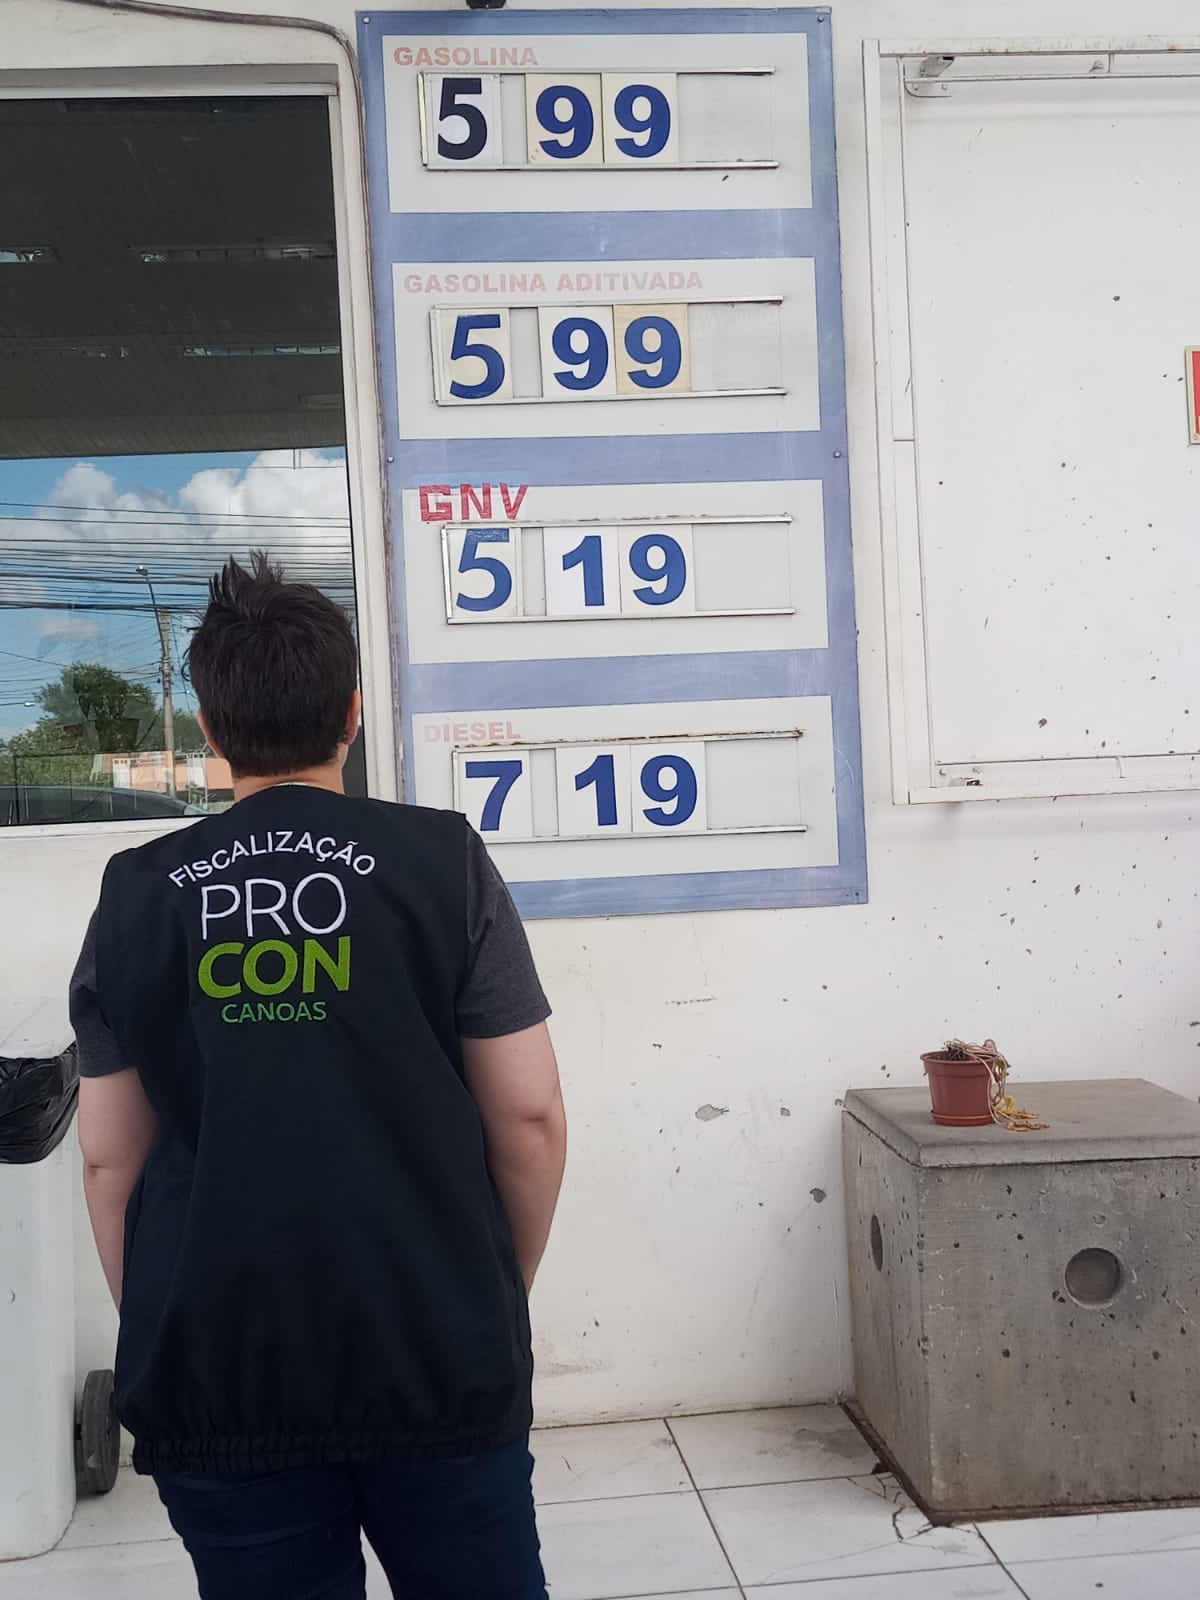 GASOLINA
5 99
GASOLINA ADITIVADA
5 99
GNV
5 19
DIESEL
7 19
FISCALIZAÇÃO
PRO
CON
CANOAS